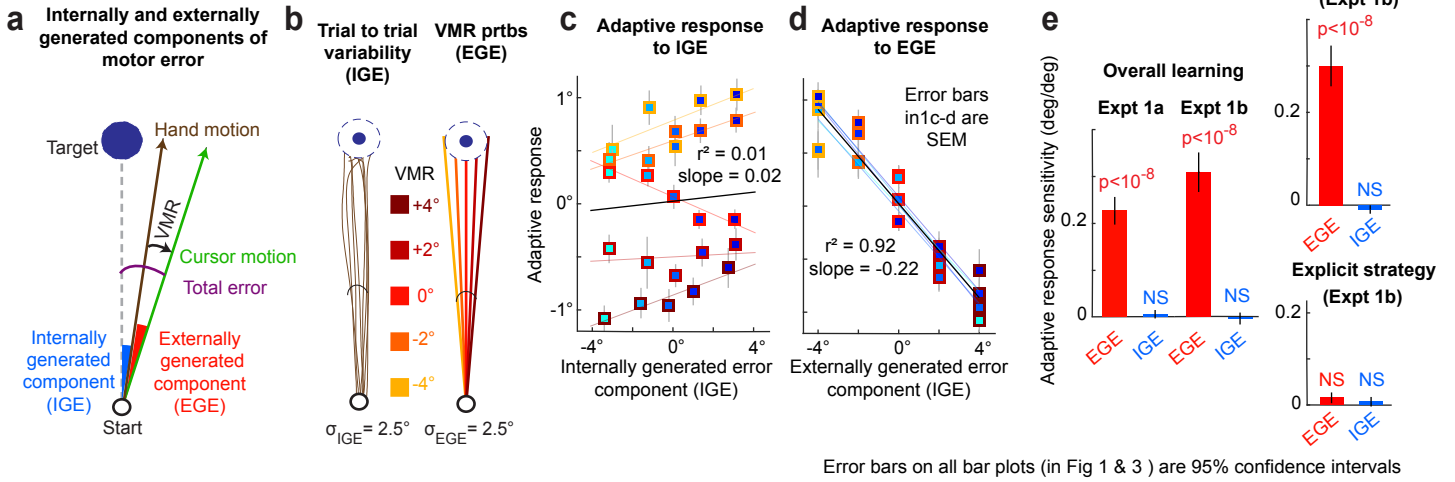 a
Internally and externally
generated components of
motor error
Target
Hand motion
VMR
Cursor motion
Total error
Internally
generated
component
(IGE)
Externally
generated
component
(EGE)
Start
b
Trial to trial
variability
(IGE)
VMR prtbs
(EGE)
VMR
+4°
+2°
0°
-2°
-4°
σIGE= 2.5°
σEGE= 2.5°
c
Adaptive response
to IGE
Adaptive response
1°
0°
-1°
r² = 0.01
slope = 0.02
-4°
0°
4°
Internally generated error
component (IGE)
d
Adaptive response
to EGE
Error bars
in1c-d are
SEM
r² = 0.92
slope = -0.22
-4°
0°
4°
Externally generated error
component (IGE)
e
Adaptive response sensitivity (deg/deg)
Overall learning
Expt 1a
Expt 1b
0.2
0
p<10-8
NS
p<10-8
NS
EGE
IGE
EGE
IGE
(Expt 1b)
p<10-8
0.2
0
NS
EGE
IGE
Explicit strategy
(Expt 1b)
0.2
0
NS
NS
EGE
IGE
Error bars on all bar plots (in Fig 1 & 3 ) are 95% confidence intervals